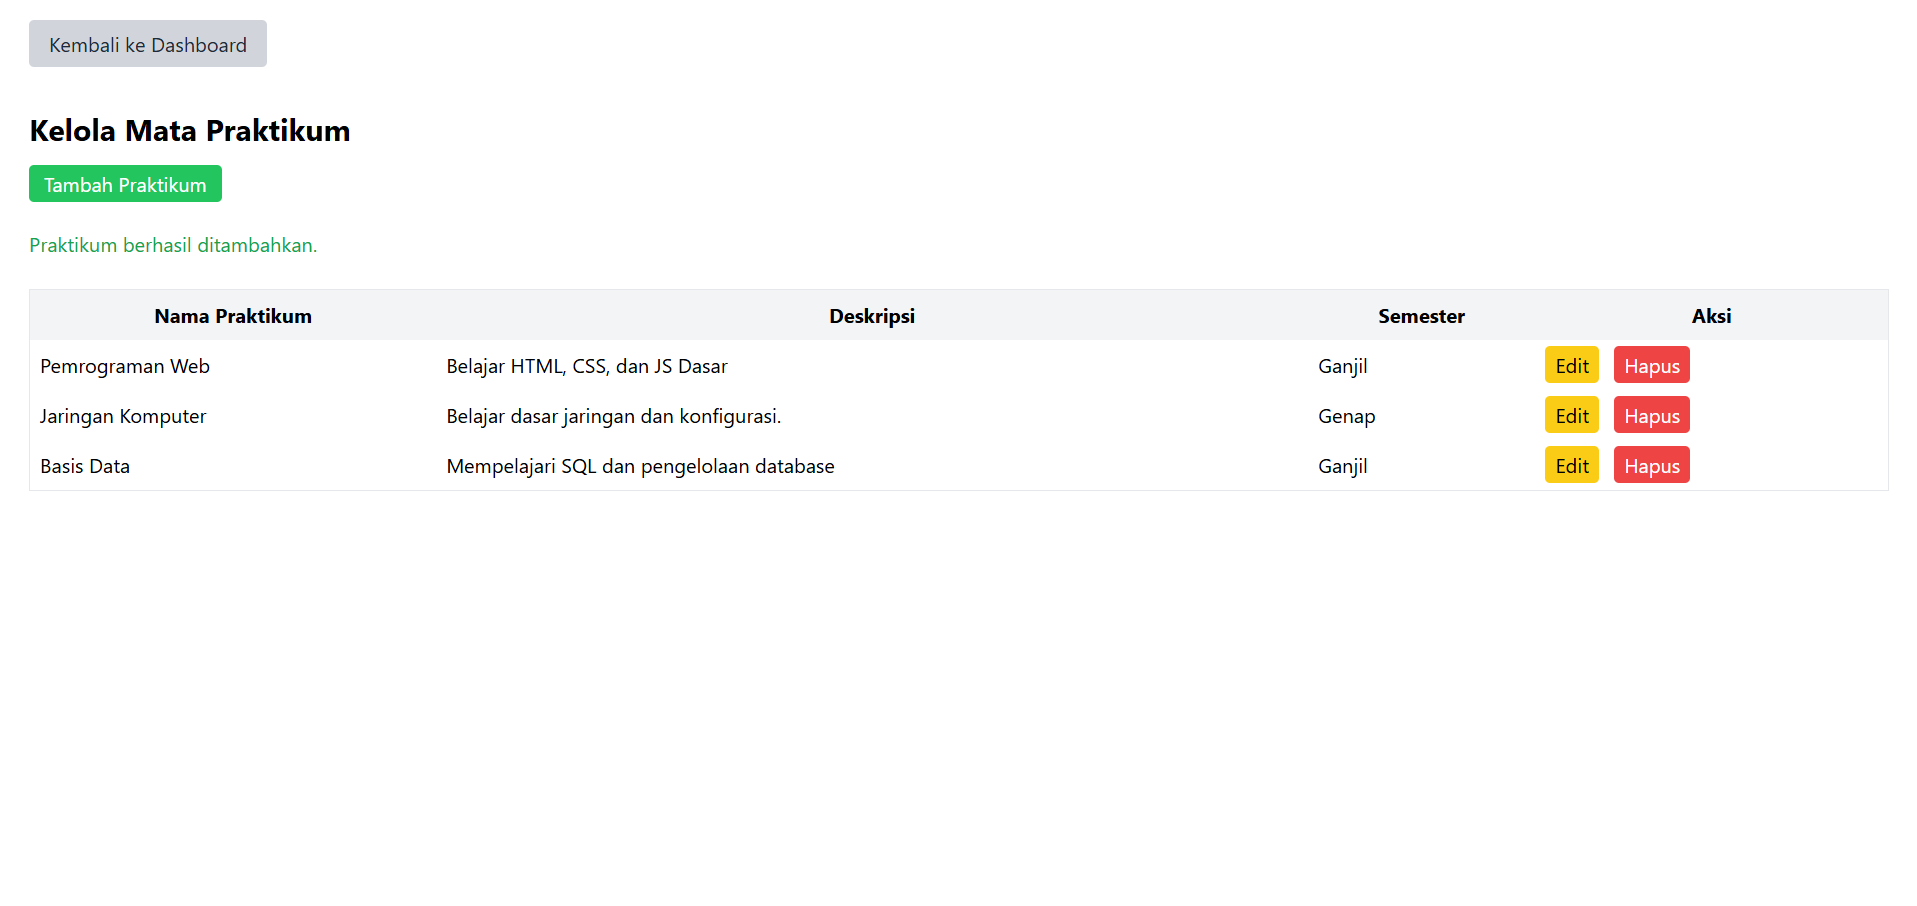 Kembali ke Dashboard
Kelola Mata Praktikum
Tambah Praktikum
Praktikum berhasil ditambahkan.
Nama Praktikum Deskripsi Semester Aksi
Pemrograman Web Belajar HTML, CSS, dan JS Dasar Ganjil Edit Hapus
Jaringan Komputer Belajar dasar jaringan dan konfigurasi. Genap Edit Hapus
Basis Data Mempelajari SQL dan pengelolaan database Ganjil Edit Hapus